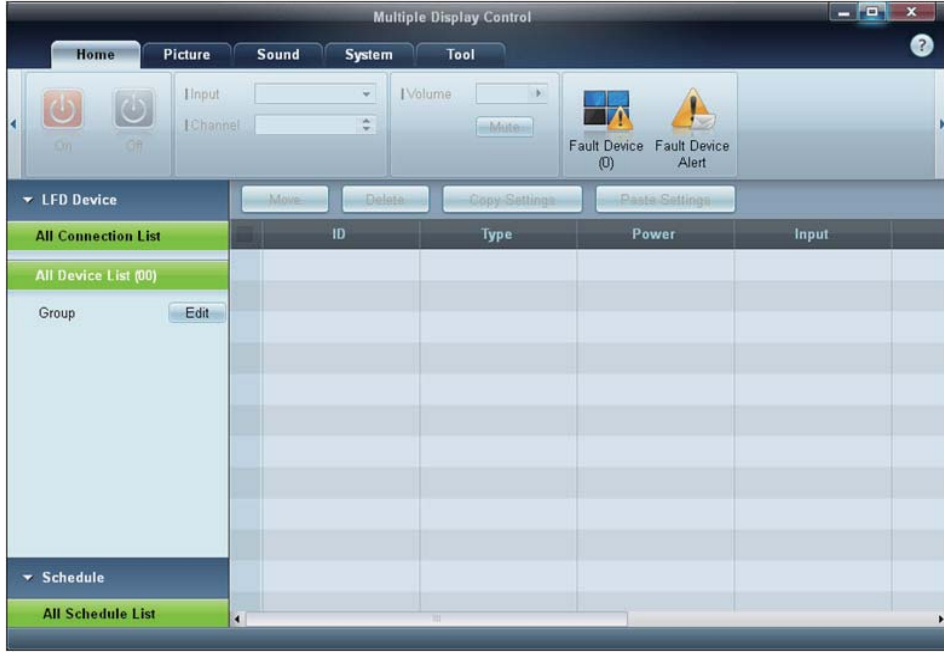 Multiple Display Control
Home Picture Sound System Tool
Input
Channel
Volume
Mute
On Off
Fault Device (0)
Fault Device Alert
LFD Device
Move Delete Copy Settings Paste Settings
All Connection List
ID Type Power Input
All Device List (00)
Group Edit
Schedule
All Schedule List